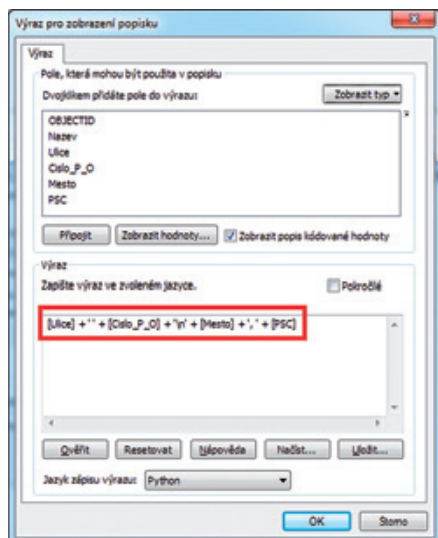 Výraz pro zobrazení popisku
Výraz
Pole, která mohou být použita v popisku
Dvojklikem přidáte pole do výrazu:
Zobrazit typ
OBJECTID
Nazev
Ulice
Cislo_P_O
Mesto
PSC
Připojit Zobrazit hodnoty... Zobrazit popis kódované hodnoty
Výraz
Zapište výraz ve zvoleném jazyce. Pokročilé
[Ulice] + ' ' + [Cislo_P_O] + '\n' + [Mesto] + ', ' + [PSC]
Ověřit Resetovat Nápověda Načíst... Uložit...
Jazyk zápisu výrazu: Python
OK Storno